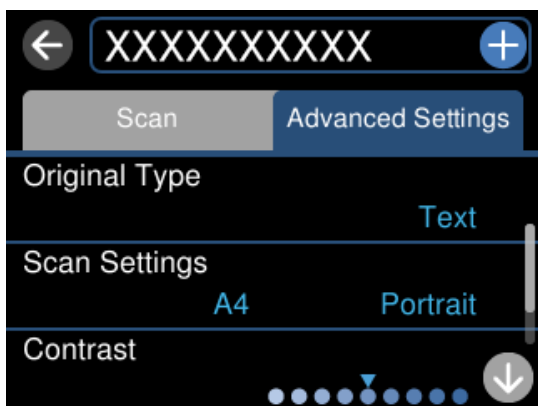 XXXXXXXXXX
Scan Advanced Settings
Original Type
Text
Scan Settings
A4 Portrait
Contrast